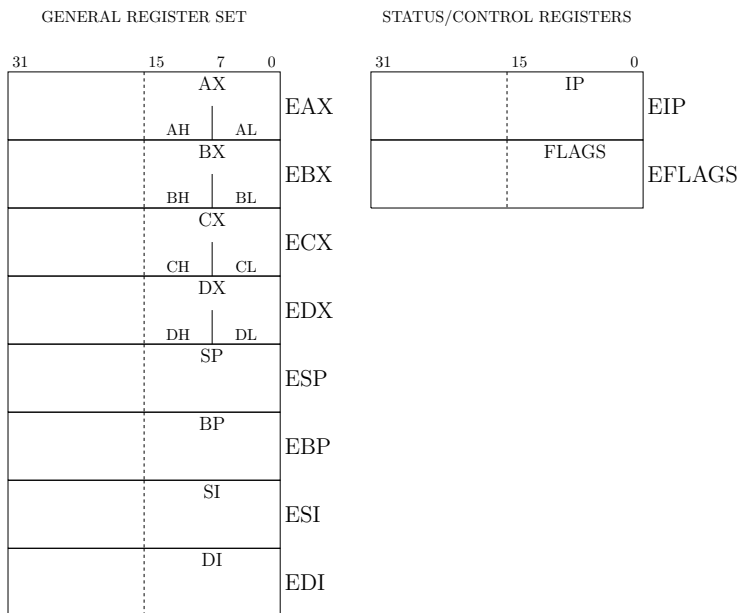 GENERAL REGISTER SET
31 15 7 0
AX
AH AL
EAX
BX
BH BL
EBX
CX
CH CL
ECX
DX
DH DL
EDX
SP
ESP
BP
EBP
SI
ESI
DI
EDI
STATUS/CONTROL REGISTERS
31 15 0
IP
EIP
FLAGS
EFLAGS